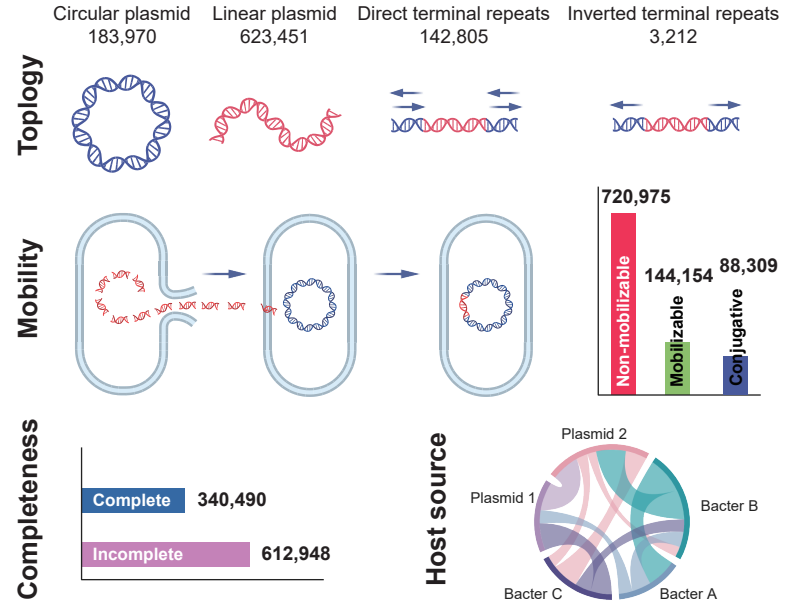 Circular plasmid
183,970
Linear plasmid
623,451
Direct terminal repeats
142,805
Inverted terminal repeats
3,212
Toplogy
Mobility
720,975
Non-mobilizable
144,154
Mobilizable
88,309
Conjugative
Completeness
Complete
340,490
Incomplete
612,948
Host source
Plasmid 2
Plasmid 1
Bacter B
Bacter C
Bacter A